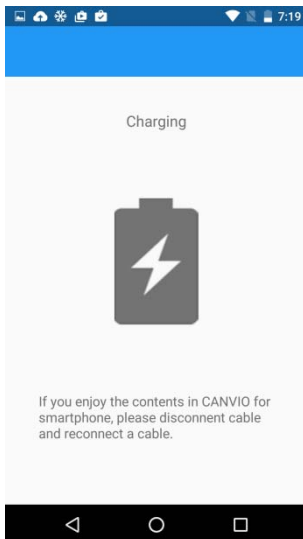 7:19
Charging
If you enjoy the contents in CANVIO for
smartphone, please disconnent cable
and reconnect a cable.